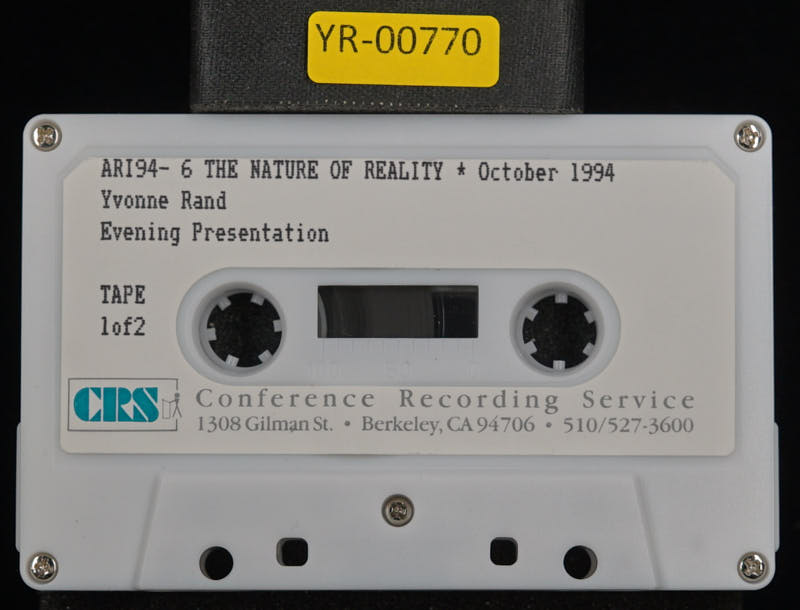 YR-00770
ARI94- 6 THE NATURE OF REALITY * October 1994
Yvonne Rand
Evening Presentation
TAPE
1of2
CRS Conference Recording Service
1308 Gilman St. • Berkeley, CA 94706 • 510/527-3600